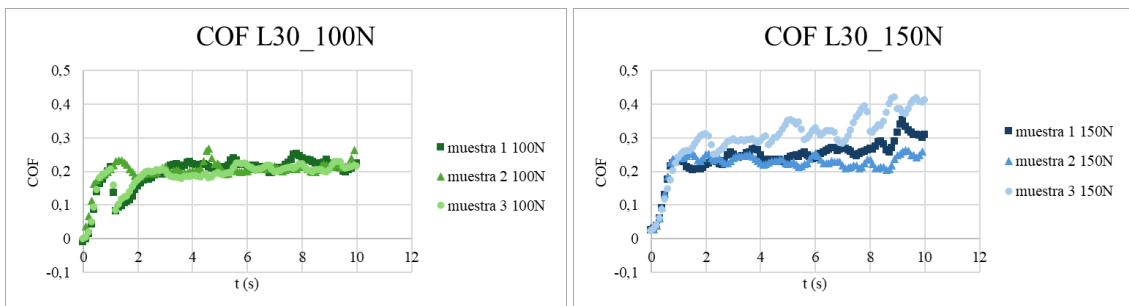 COF L30_100N
0,5
0,4
0,3
0,2
0,1
0
-0,1
COF
0 2 4 6 8 10 12
t (s)
muestra 1 100N
muestra 2 100N
muestra 3 100N
COF L30_150N
0,5
0,4
0,3
0,2
0,1
0
-0,1
COF
0 2 4 6 8 10 12
t (s)
muestra 1 150N
muestra 2 150N
muestra 3 150N